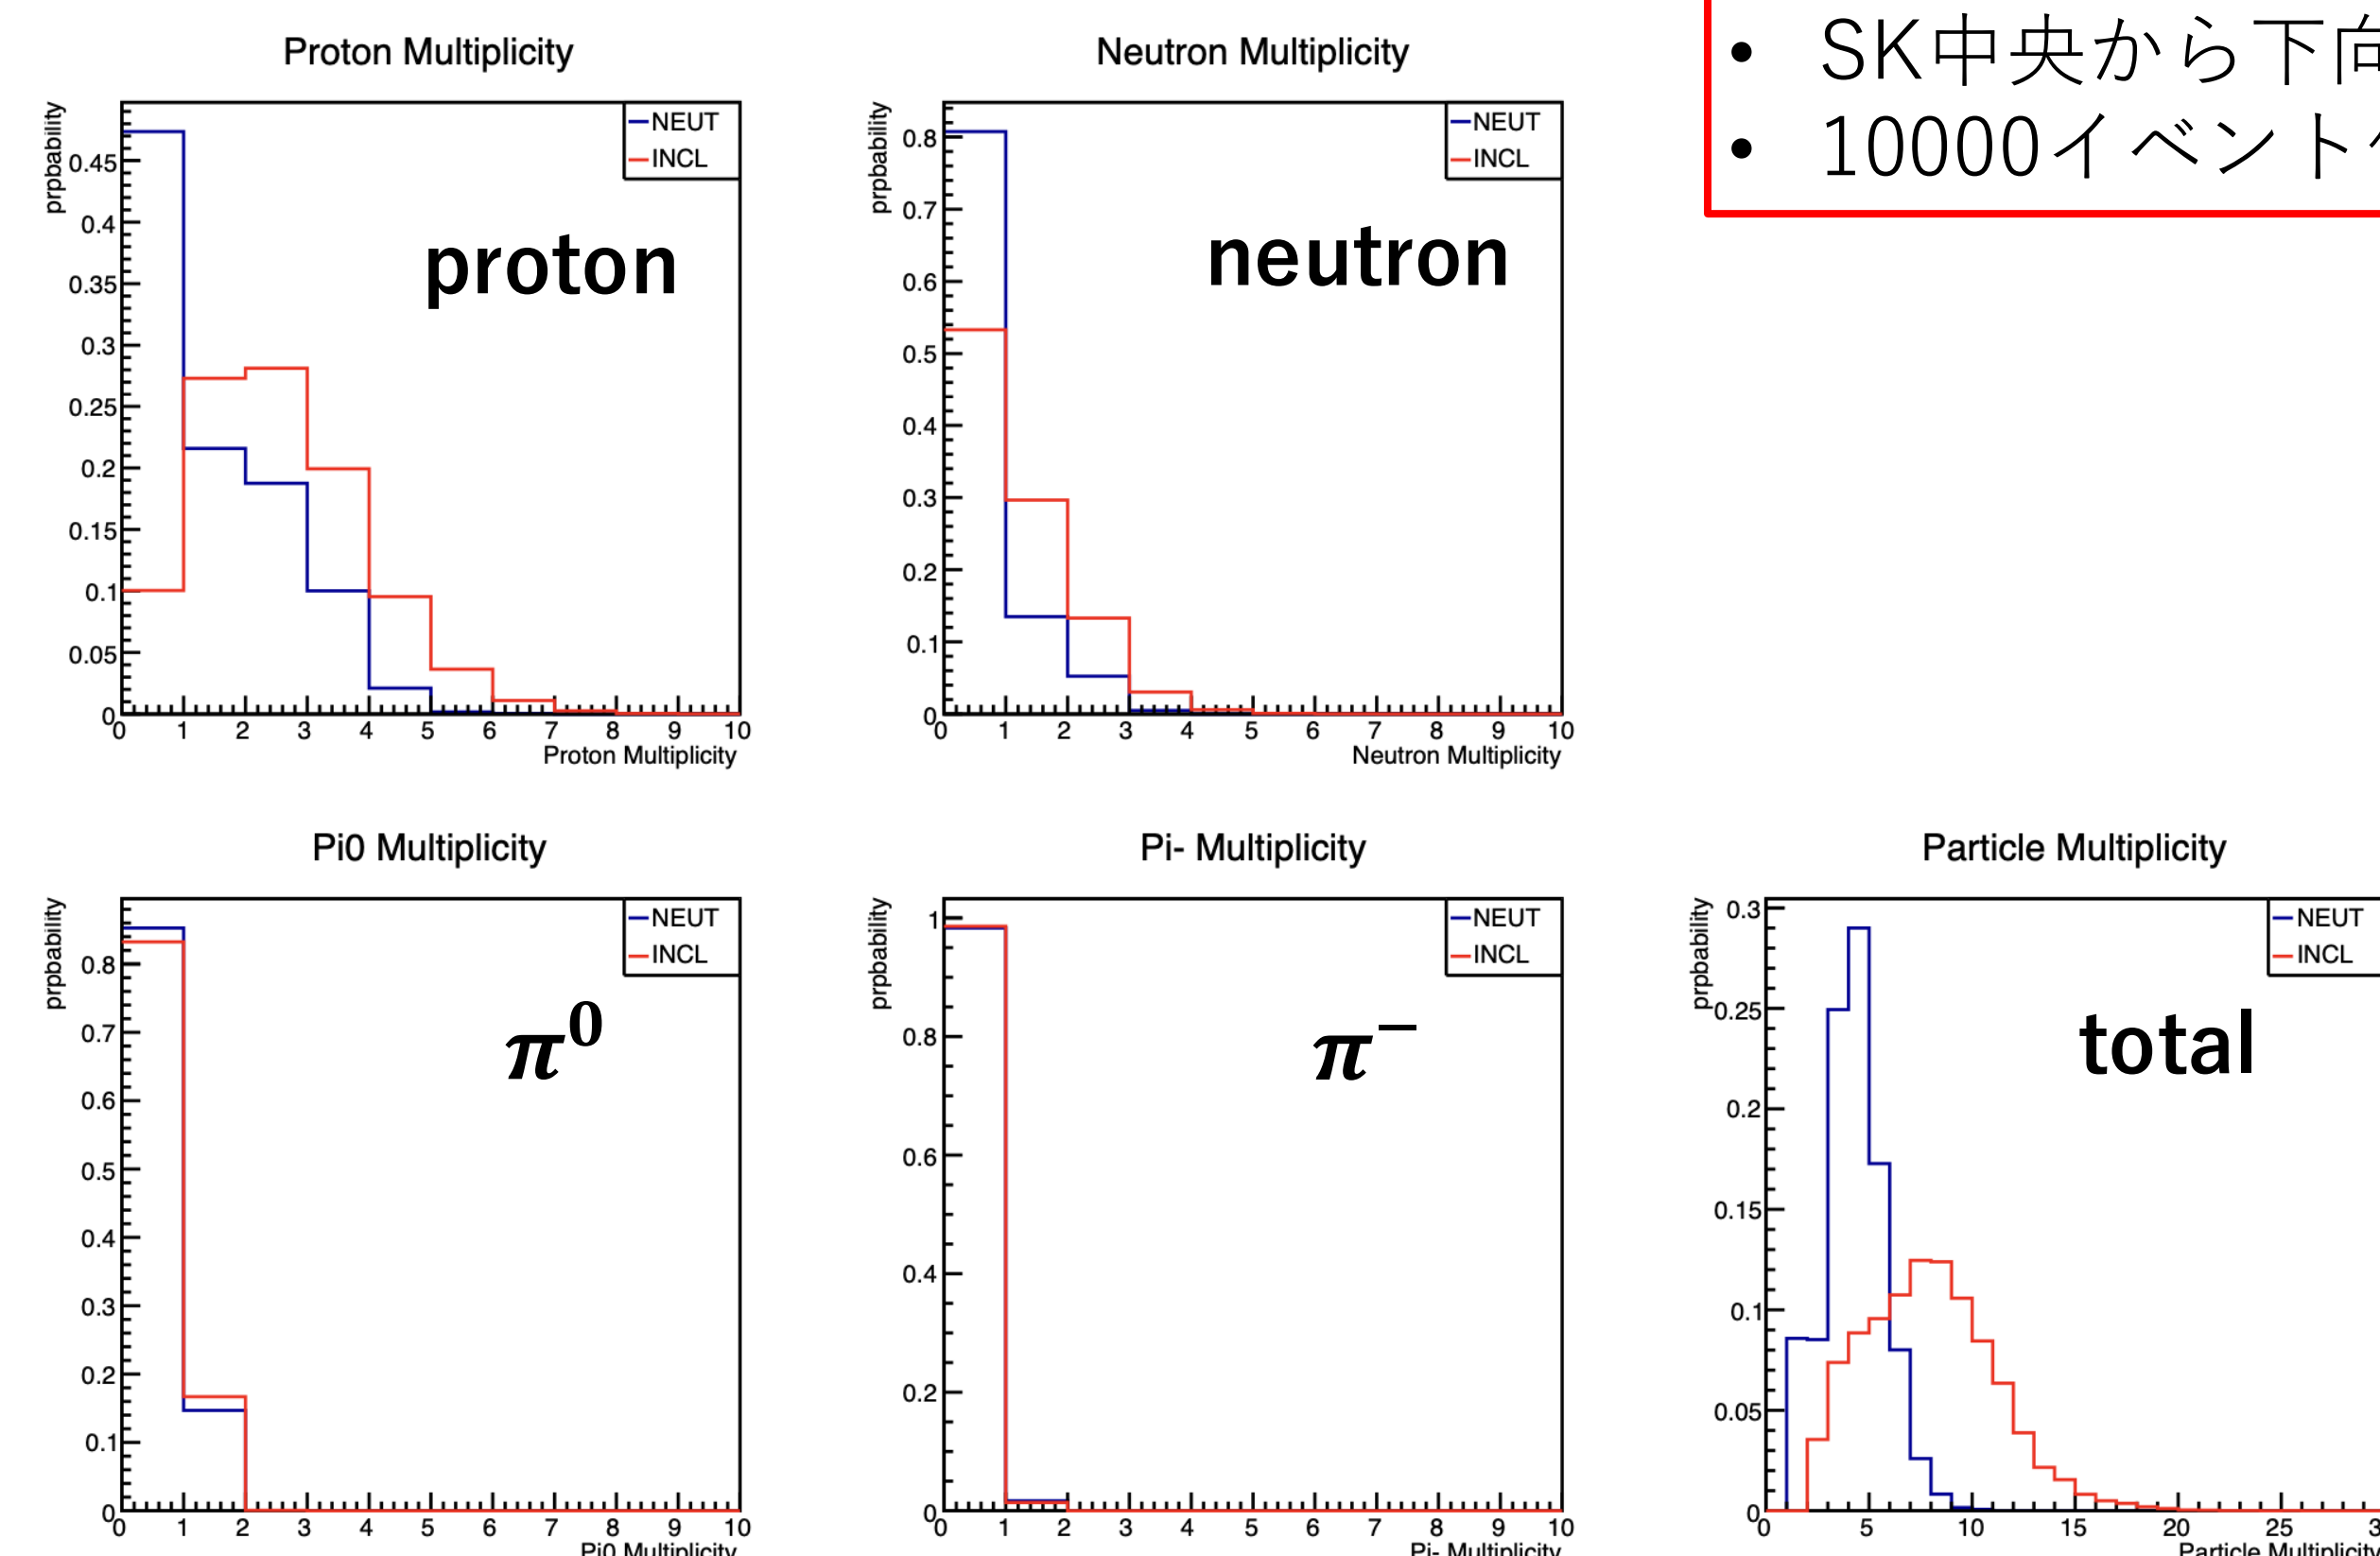 Proton Multiplicity
prpbability
NEUT
INCL
proton
0.45
0.4
0.35
0.3
0.25
0.2
0.15
0.1
0.05
0
0 1 2 3 4 5 6 7 8 9 10
Proton Multiplicity
Neutron Multiplicity
prpbability
NEUT
INCL
neutron
0.8
0.7
0.6
0.5
0.4
0.3
0.2
0.1
0
0 1 2 3 4 5 6 7 8 9 10
Neutron Multiplicity
• SK中央から下向
• 10000イベント
Pi0 Multiplicity
prpbability
NEUT
INCL
π⁰
0.8
0.7
0.6
0.5
0.4
0.3
0.2
0.1
0
0 1 2 3 4 5 6 7 8 9 10
Pi0 Multiplicity
Pi- Multiplicity
prpbability
NEUT
INCL
π⁻
1
0.8
0.6
0.4
0.2
0
0 1 2 3 4 5 6 7 8 9 10
Pi- Multiplicity
Particle Multiplicity
prpbability
NEUT
INCL
total
0.3
0.25
0.2
0.15
0.1
0.05
0
0 5 10 15 20 25 3
Particle Multiplicity